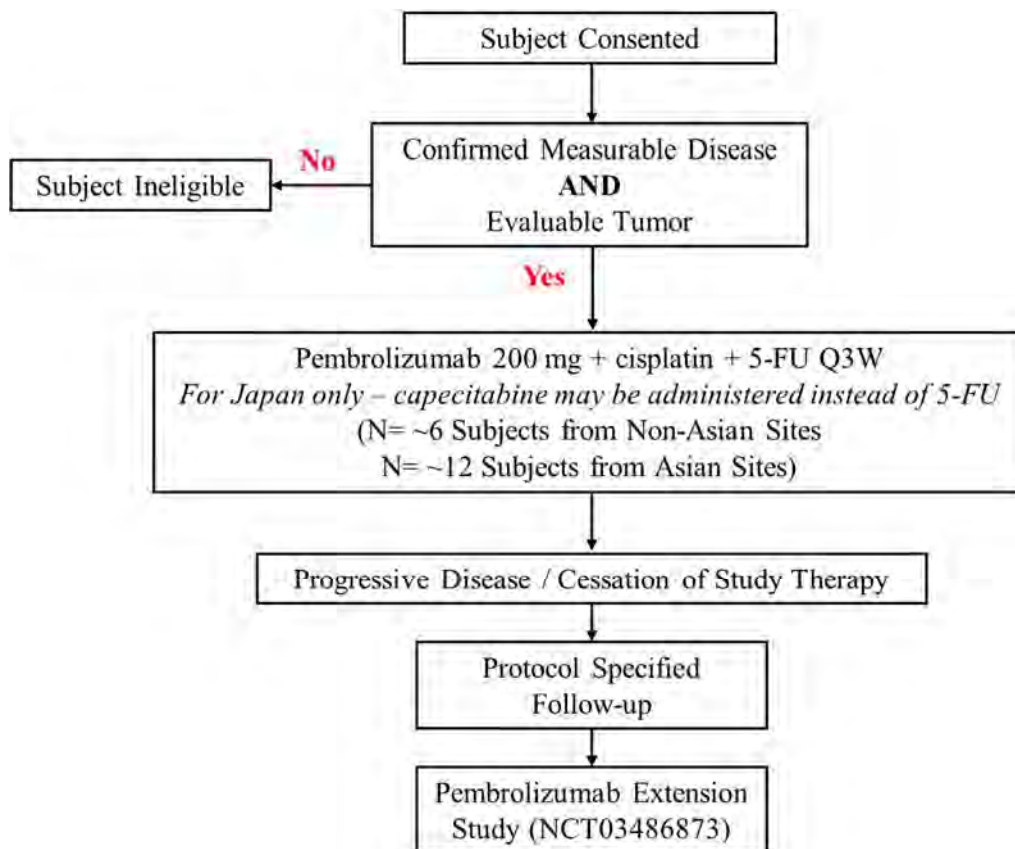 Subject Consented
Confirmed Measurable Disease
AND
Evaluable Tumor
No
Subject Ineligible
Yes
Pembrolizumab 200 mg + cisplatin + 5-FU Q3W
For Japan only – capecitabine may be administered instead of 5-FU
(N= ~6 Subjects from Non-Asian Sites
N= ~12 Subjects from Asian Sites)
Progressive Disease / Cessation of Study Therapy
Protocol Specified
Follow-up
Pembrolizumab Extension
Study (NCT03486873)